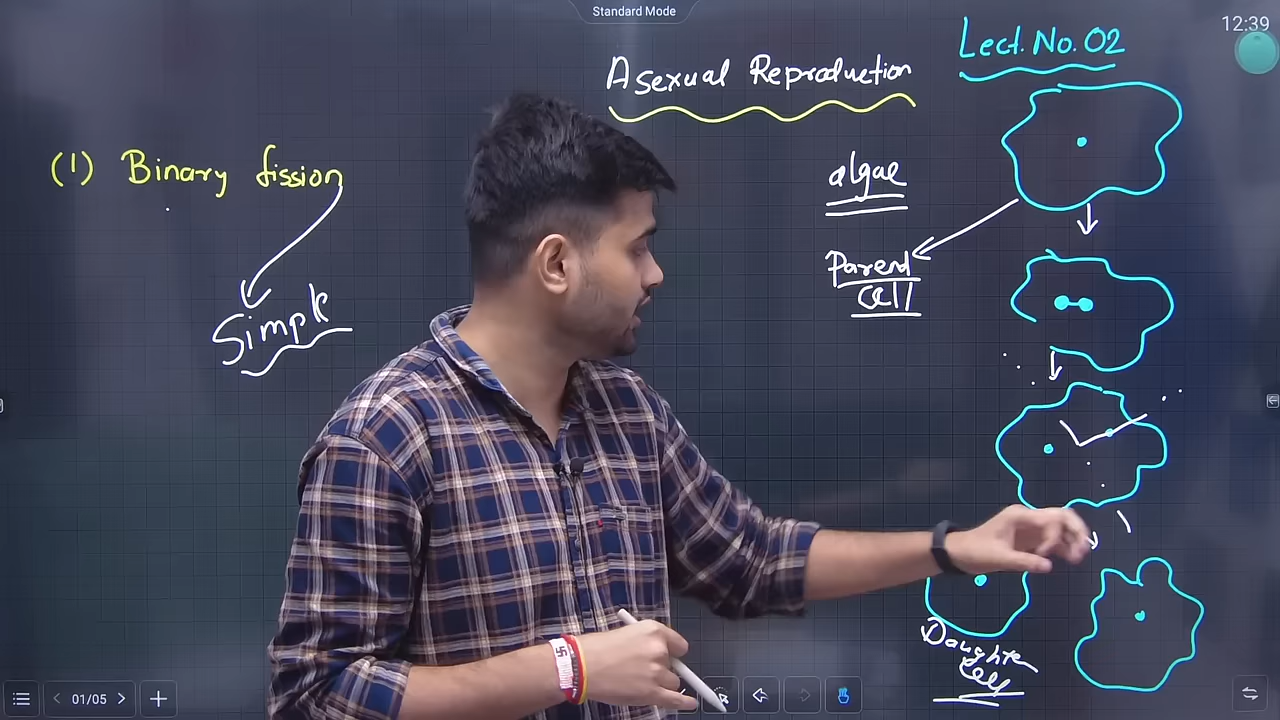 Standard Mode
12:39
Lect. No. 02
Asexual Reproduction
(1) Binary fission
Simple
algae
Parent
cell
Daughter
cell
01/05